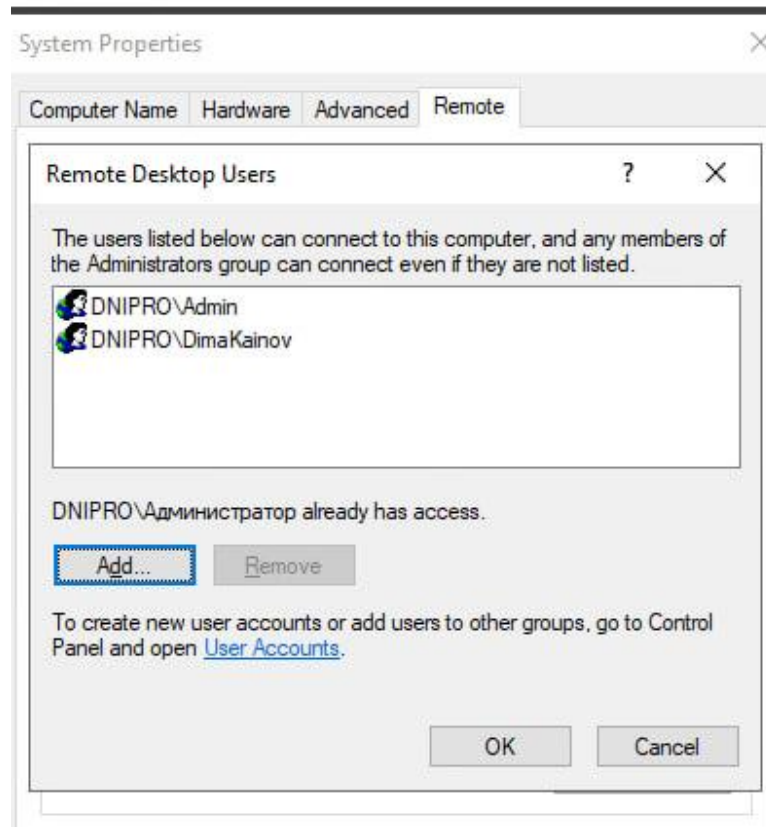 System Properties
Computer Name
Hardware
Advanced
Remote
Remote Desktop Users
?
The users listed below can connect to this computer, and any members of
the Administrators group can connect even if they are not listed.
DNIPRO\Admin
DNIPRO\DimaKainov
DNIPRO\Администратор already has access.
Add...
Remove
To create new user accounts or add users to other groups, go to Control
Panel and open User Accounts.
OK
Cancel